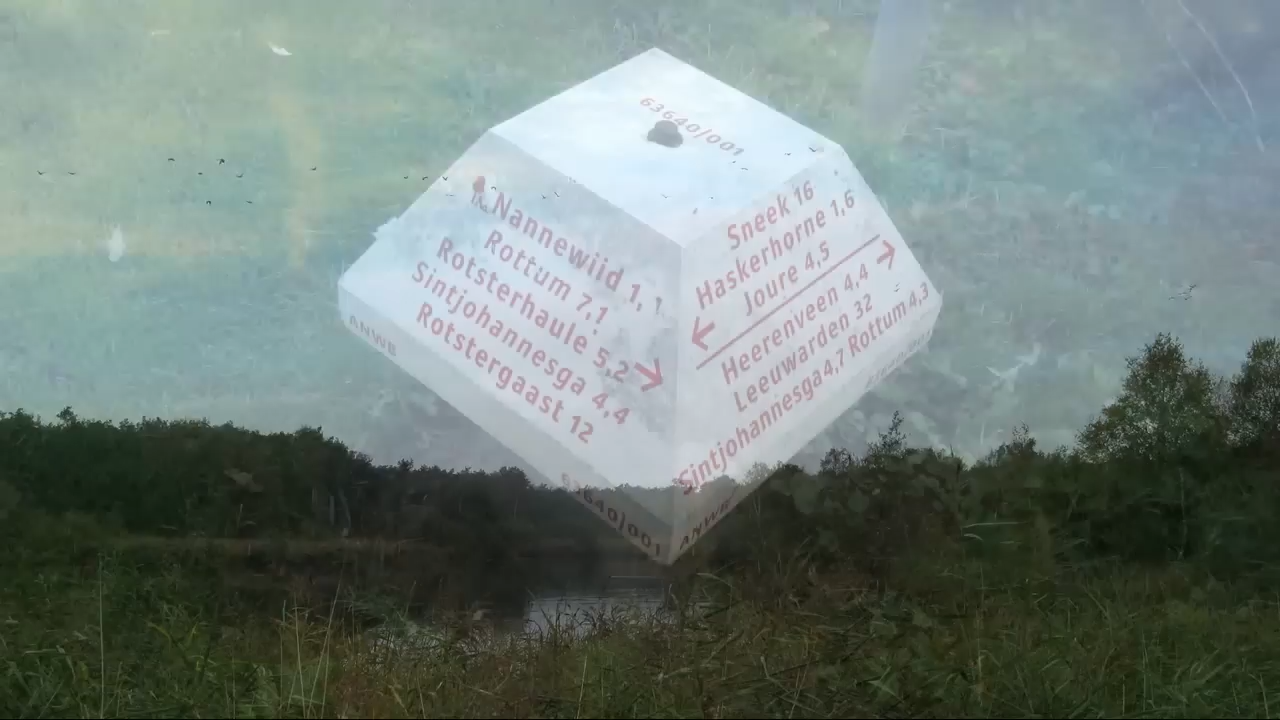 63640/001
Nannewiid 1,1
Rottum 7,1
Rotsterhaule 5,2
Sintjohannesga 4,4
Rotstergaast 12
ANWB
63640/001
Sneek 16
Haskerhorne 1,6
Joure 4,5
Heerenveen 4,4
Leeuwarden 32
Sintjohannesga 4,7 Rottum 4,3
ANWB